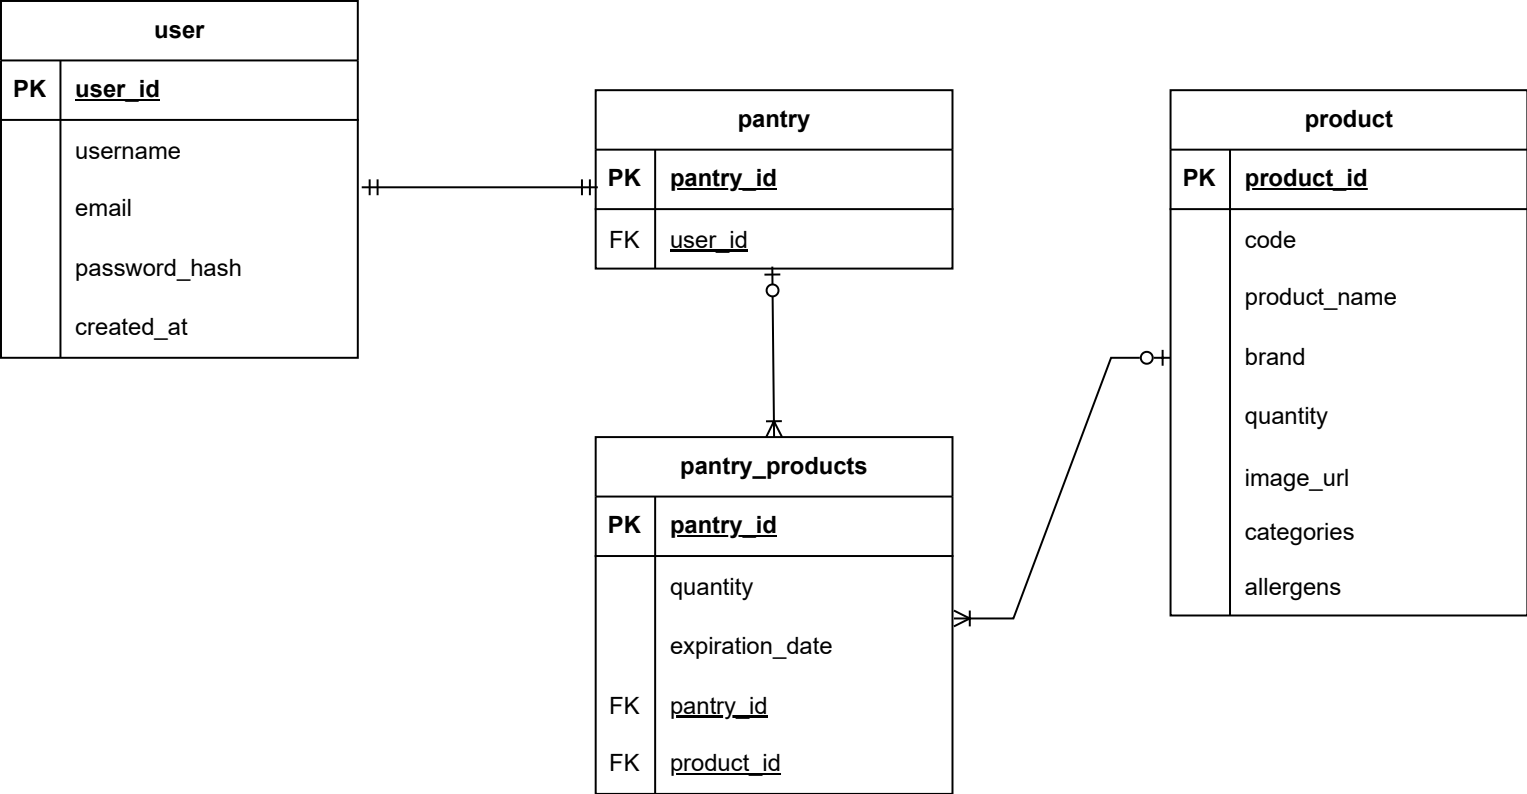 user
PK user_id
username
email
password_hash
created_at
pantry
PK pantry_id
FK user_id
pantry_products
PK pantry_id
quantity
expiration_date
FK pantry_id
FK product_id
product
PK product_id
code
product_name
brand
quantity
image_url
categories
allergens